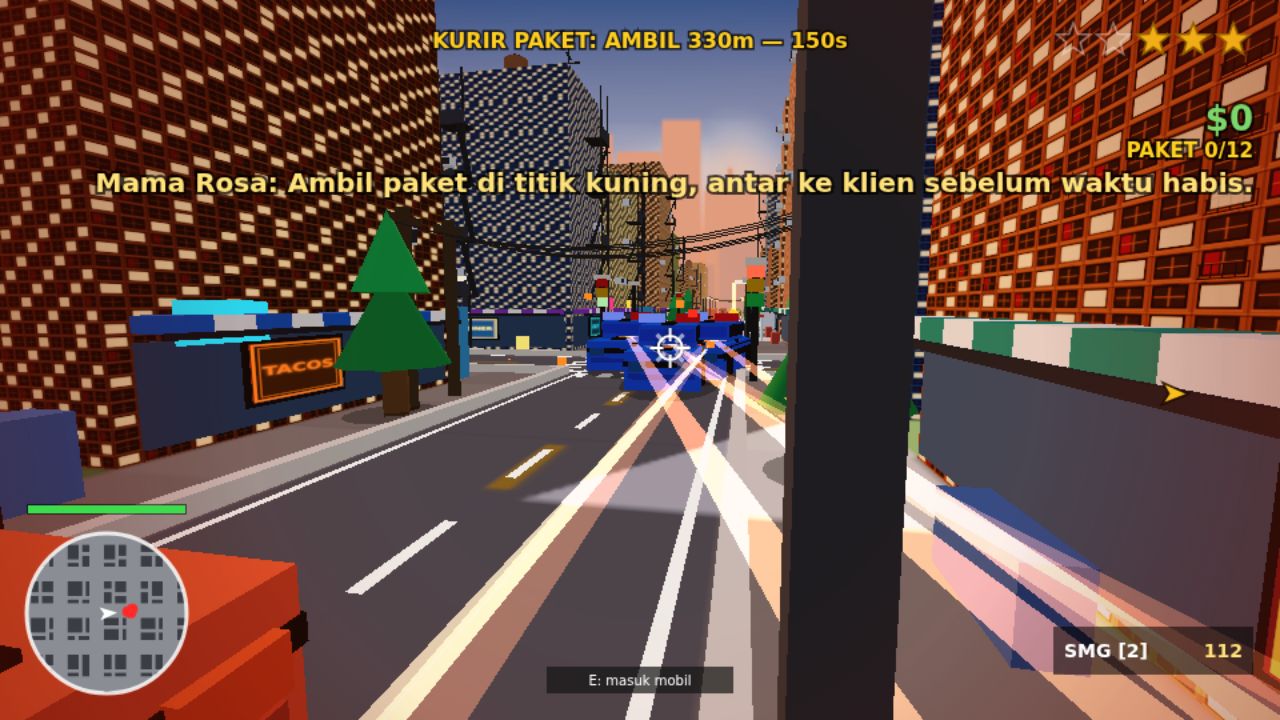 KURIR PAKET: AMBIL 330m — 150s
$0
PAKET 0/12
Mama Rosa: Ambil paket di titik kuning, antar ke klien sebelum waktu habis.
TACOS
E: masuk mobil
SMG [2] 112